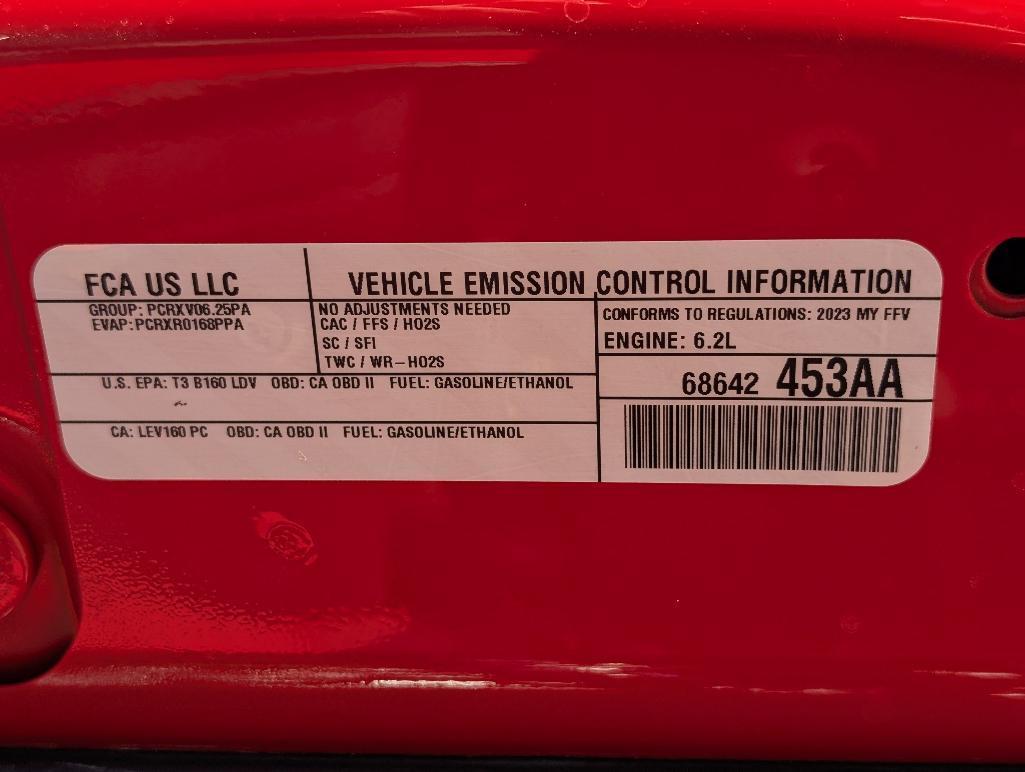 FCA US LLC
VEHICLE EMISSION CONTROL INFORMATION
GROUP: PCRXV06.25PA
EVAP:PCRXR0168PPA
NO ADJUSTMENTS NEEDED
CAC / FFS / HO2S
SC / SFI
TWC / WR-HO2S
CONFORMS TO REGULATIONS: 2023 MY FFV
ENGINE: 6.2L
U.S. EPA: T3 B160 LDV OBD: CA OBD II FUEL: GASOLINE/ETHANOL
68642 453AA
CA: LEV160 PC OBD: CA OBD II FUEL: GASOLINE/ETHANOL